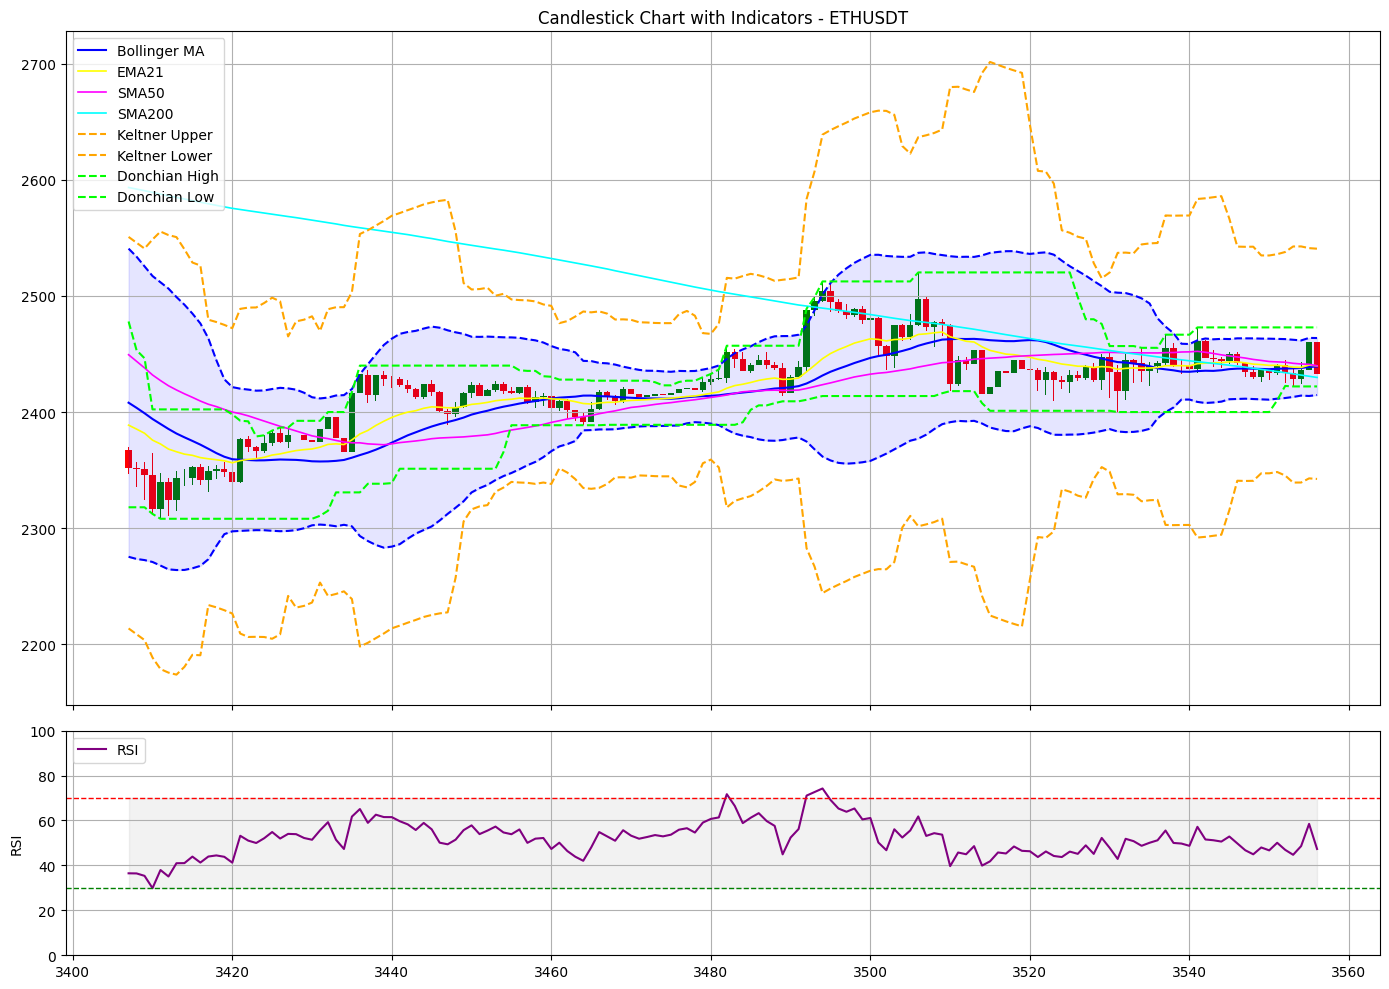 Candlestick Chart with Indicators - ETHUSDT
Bollinger MA
EMA21
SMA50
SMA200
Keltner Upper
Keltner Lower
Donchian High
Donchian Low
2700
2600
2500
2400
2300
2200
RSI
100
80
60
40
20
0
RSI
3400
3420
3440
3460
3480
3500
3520
3540
3560